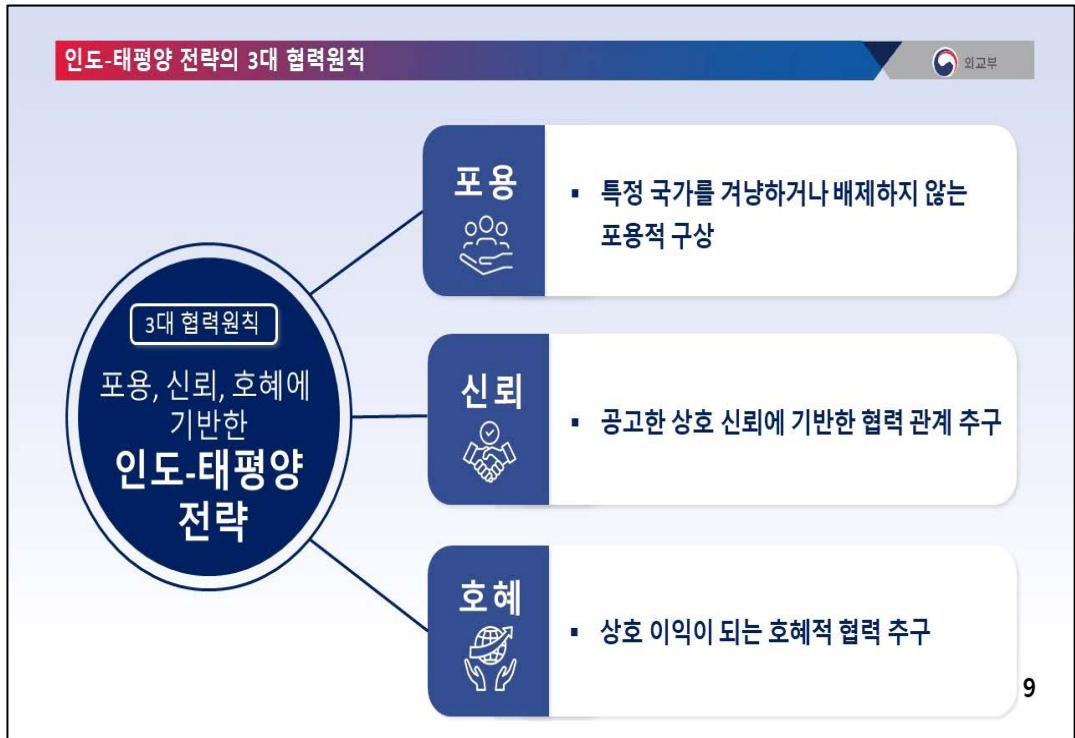 인도-태평양 전략의 3대 협력원칙
외교부
3대 협력원칙
포용, 신뢰, 호혜에
기반한
인도-태평양
전략
포용
▪ 특정 국가를 겨냥하거나 배제하지 않는
포용적 구상
신뢰
▪ 공고한 상호 신뢰에 기반한 협력 관계 추구
호혜
▪ 상호 이익이 되는 호혜적 협력 추구
9